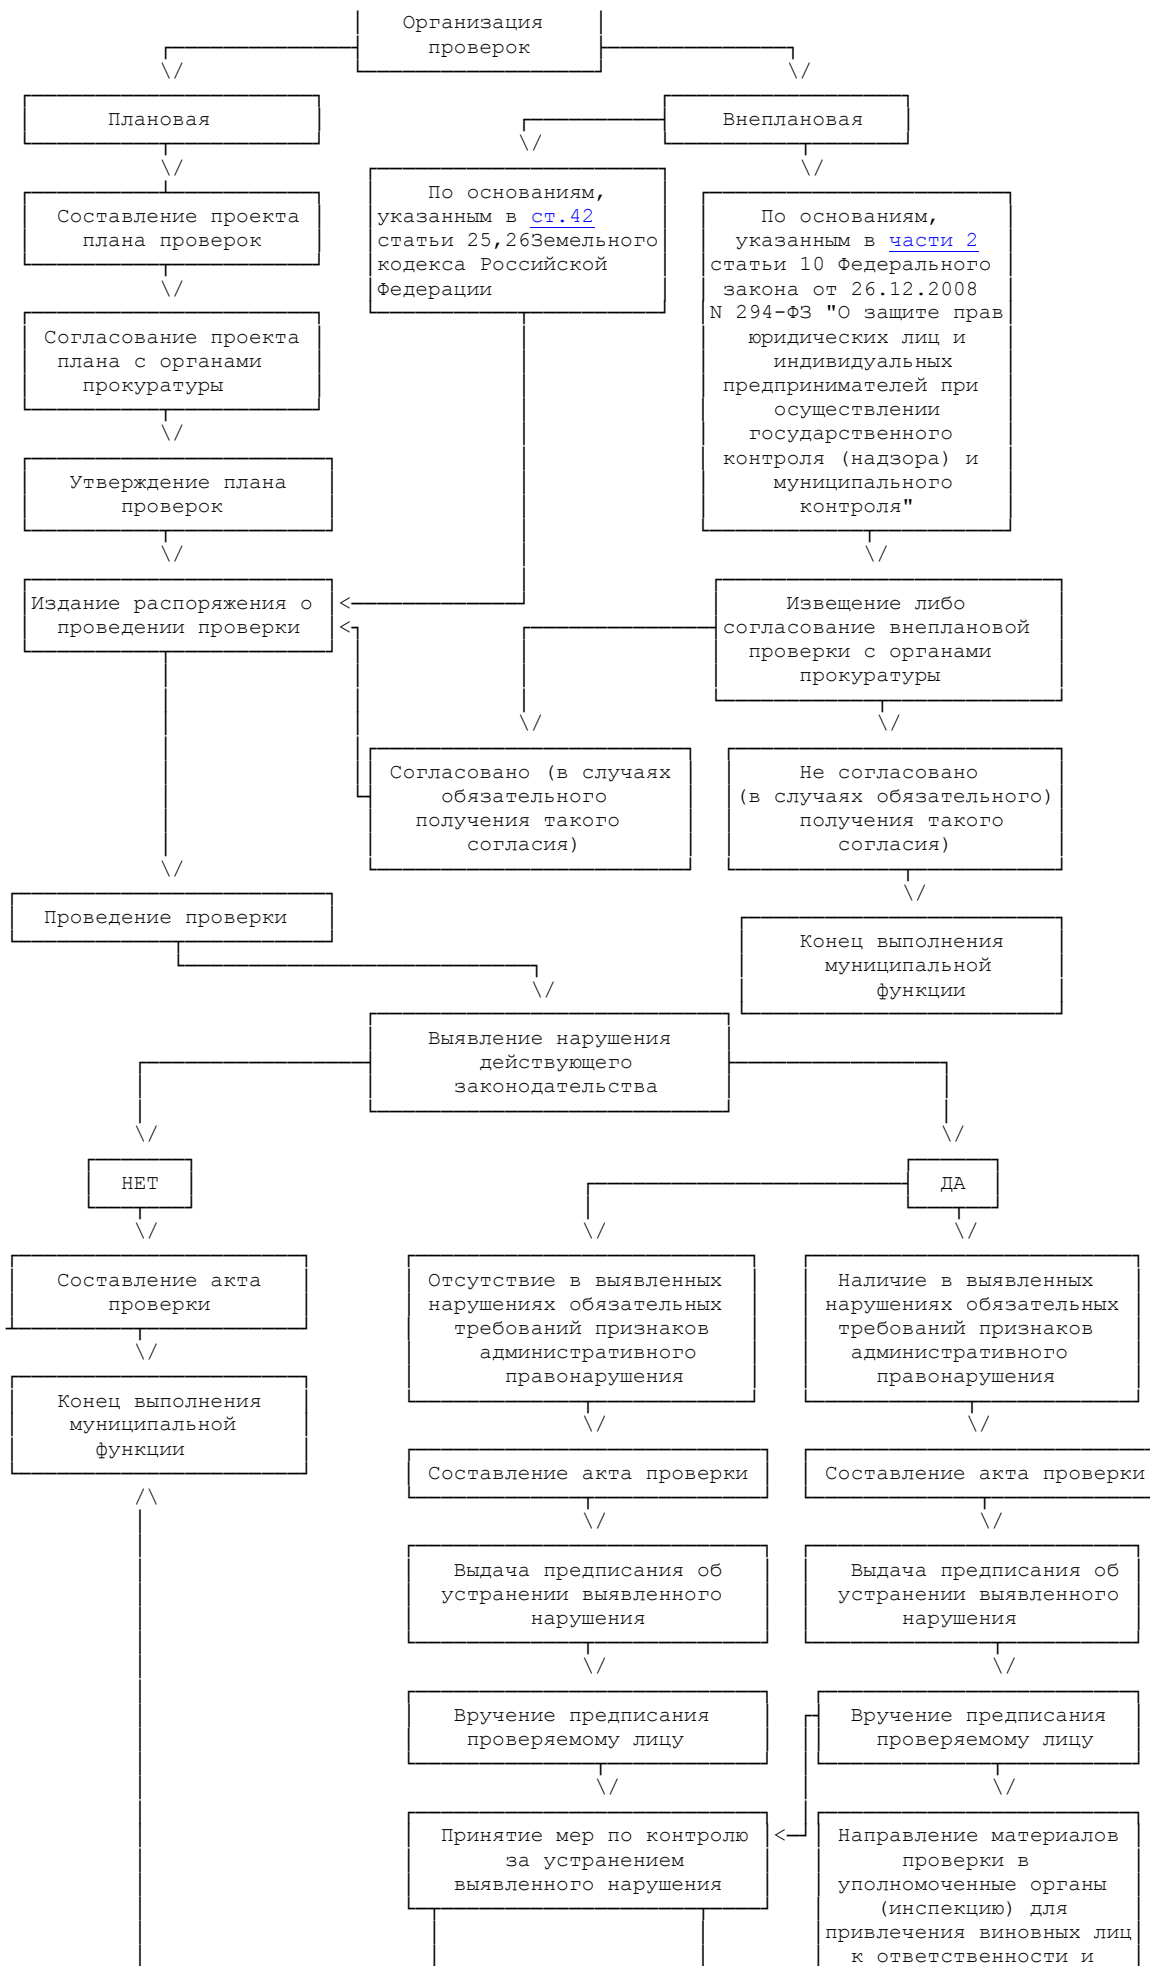 Организация
проверок
Плановая
Внеплановая
Составление проекта
плана проверок
Согласование проекта
плана с органами
прокуратуры
Утверждение плана
проверок
По основаниям,
указанным в ст.42
статьи 25,26Земельного
кодекса Российской
Федерации
По основаниям,
указанным в части 2
статьи 10 Федерального
закона от 26.12.2008
N 294-ФЗ "О защите прав
юридических лиц и
индивидуальных
предпринимателей при
осуществлении
государственного
контроля (надзора) и
муниципального
контроля"
Издание распоряжения о
проведении проверки
Извещение либо
согласование внеплановой
проверки с органами
прокуратуры
Согласовано (в случаях
обязательного
получения такого
согласия)
Не согласовано
(в случаях обязательного)
получения такого
согласия)
Проведение проверки
Конец выполнения
муниципальной
функции
Выявление нарушения
действующего
законодательства
НЕТ
ДА
Составление акта
проверки
Конец выполнения
муниципальной
функции
Отсутствие в выявленных
нарушениях обязательных
требований признаков
административного
правонарушения
Наличие в выявленных
нарушениях обязательных
требований признаков
административного
правонарушения
Составление акта проверки
Составление акта проверки
Выдача предписания об
устранении выявленного
нарушения
Выдача предписания об
устранении выявленного
нарушения
Вручение предписания
проверяемому лицу
Вручение предписания
проверяемому лицу
Принятие мер по контролю
за устранением
выявленного нарушения
Направление материалов
проверки в
уполномоченные органы
(инспекцию) для
привлечения виновных лиц
к ответственности и